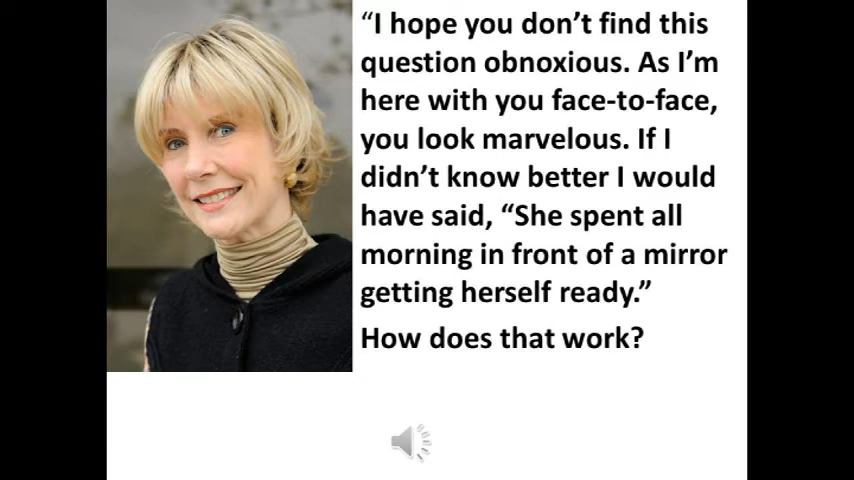 “I hope you don’t find this
question obnoxious. As I’m
here with you face-to-face,
you look marvelous. If I
didn’t know better I would
have said, “She spent all
morning in front of a mirror
getting herself ready.”
How does that work?